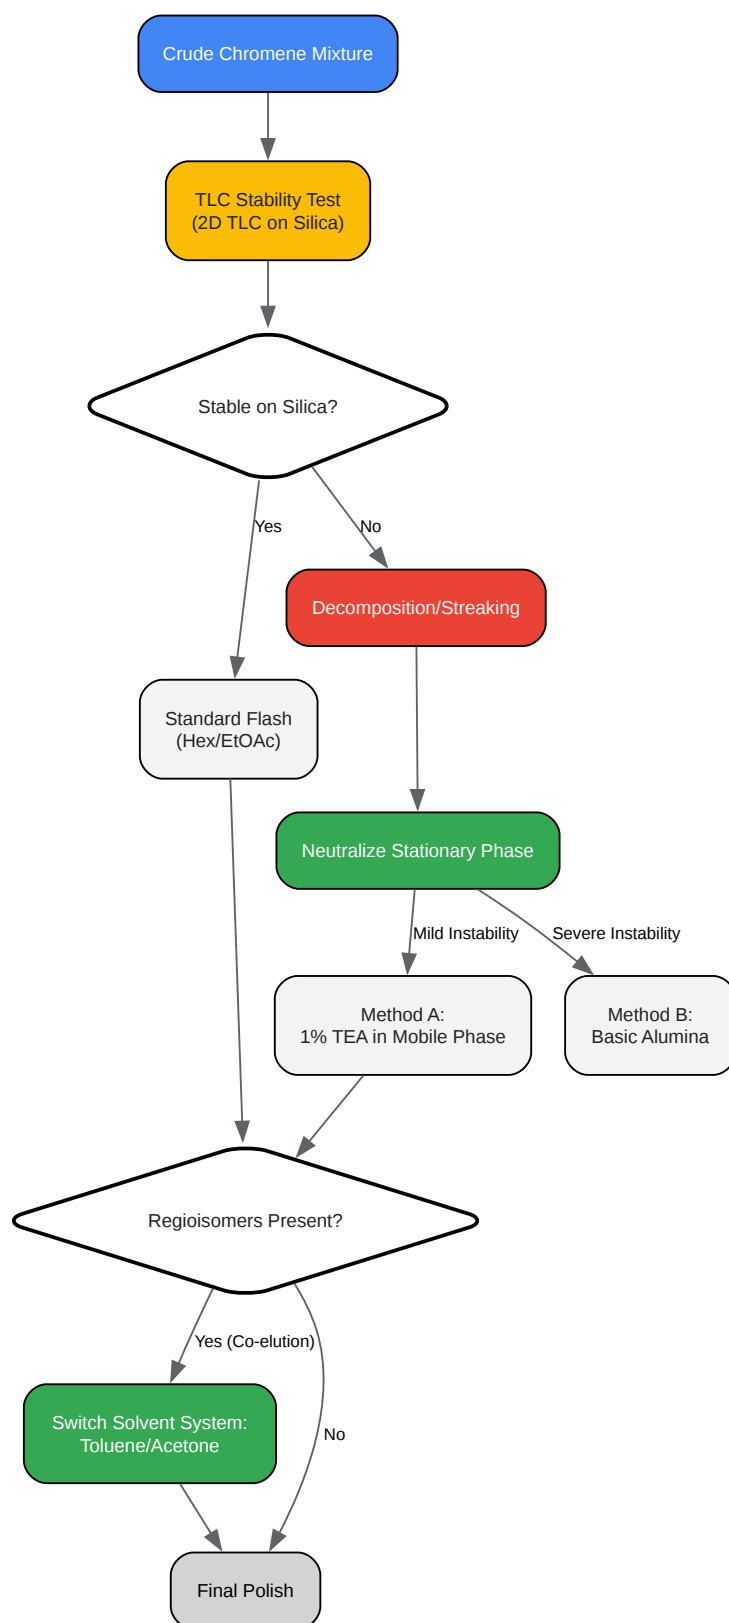 Crude Chromene Mixture
TLC Stability Test
(2D TLC on Silica)
Stable on Silica?
Yes
No
Decomposition/Streaking
Standard Flash
(Hex/EtOAc)
Neutralize Stationary Phase
Mild Instability
Severe Instability
Method A:
1% TEA in Mobile Phase
Method B:
Basic Alumina
Regioisomers Present?
Yes (Co-elution)
Switch Solvent System:
Toluene/Acetone
No
Final Polish